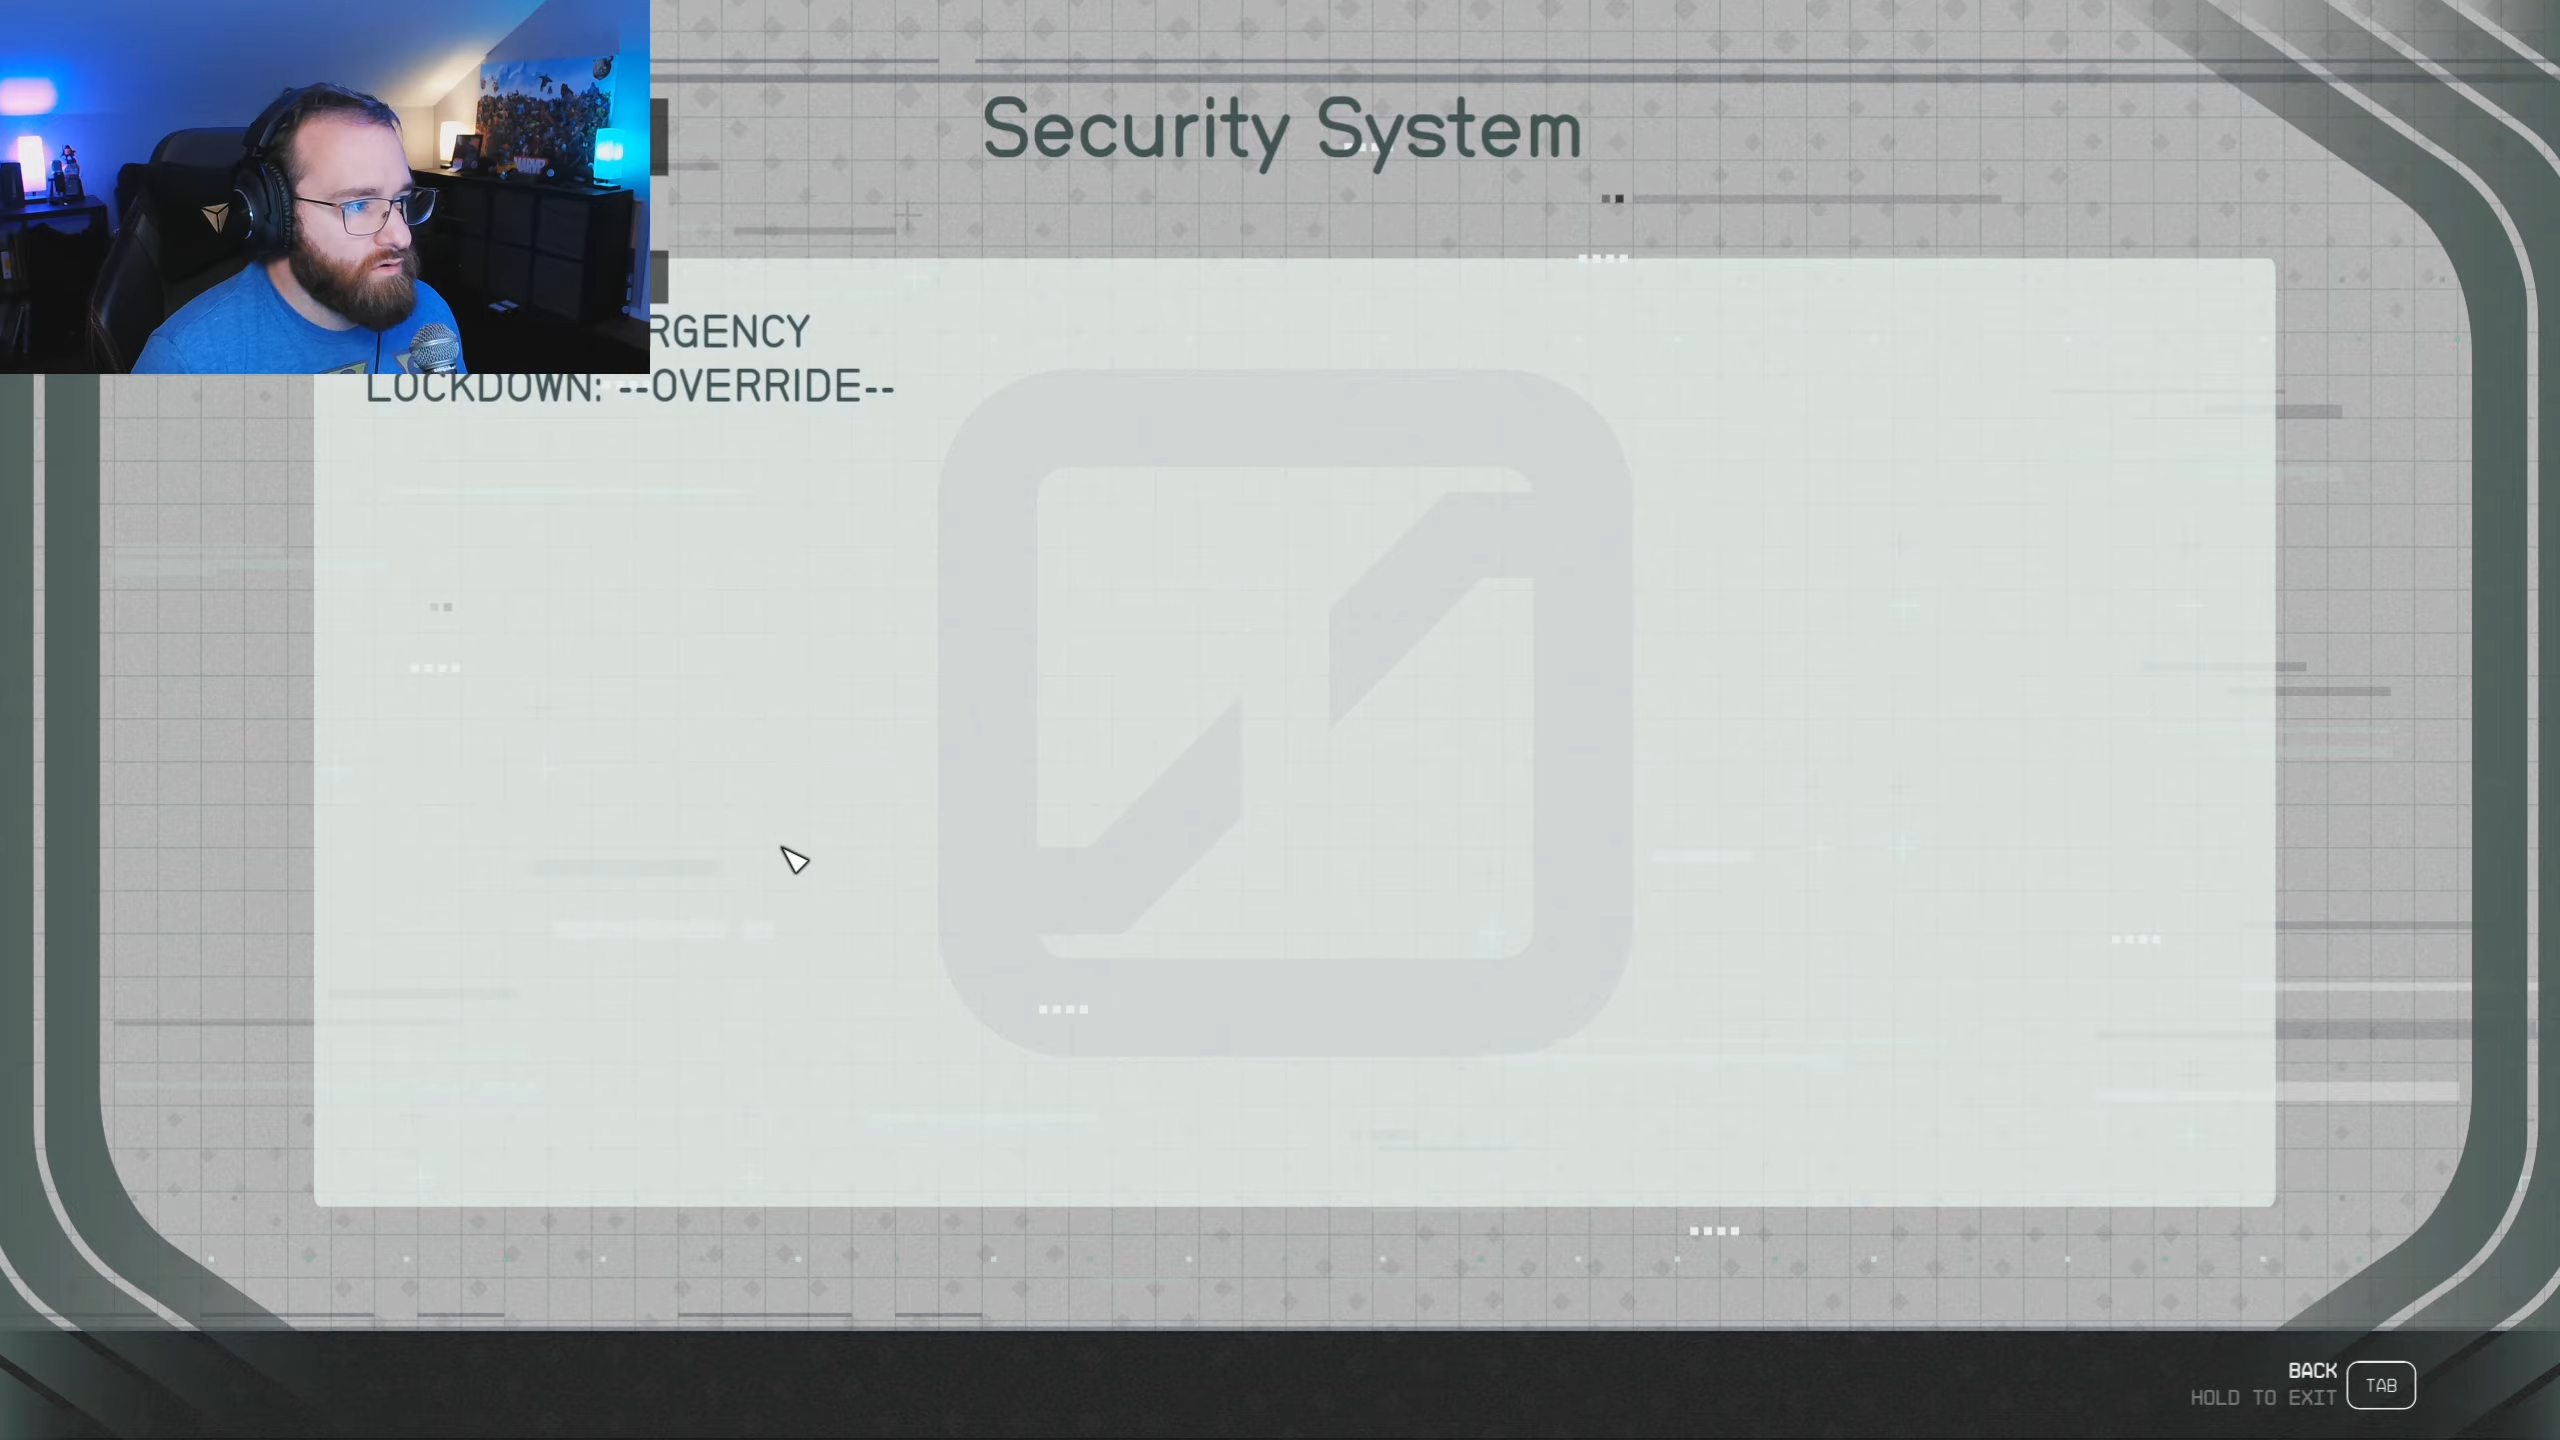 Security System
RGENCY
LOCKDOWN: --OVERRIDE--
BACK
HOLD TO EXIT
TAB